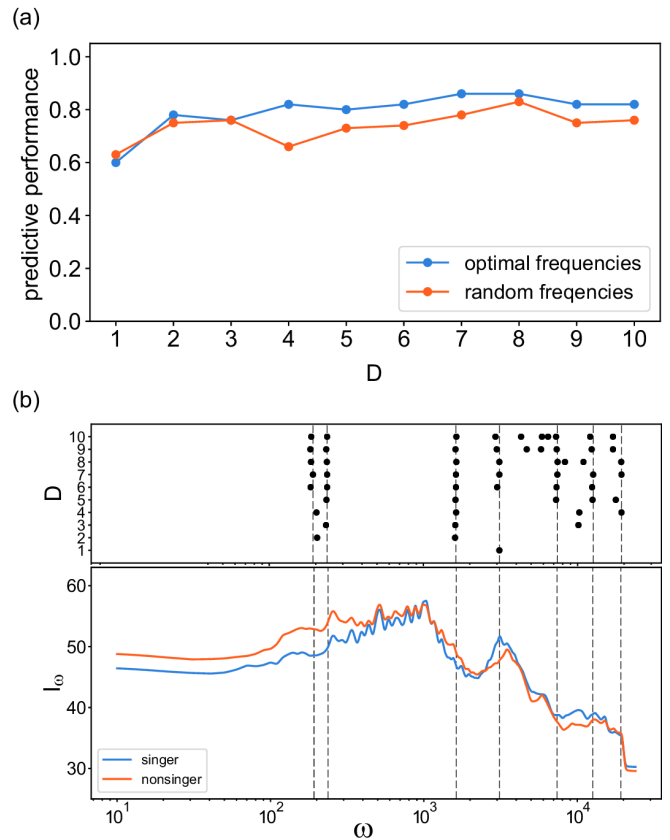 (a)
predictive performance
1.0
0.8
0.6
0.4
0.2
0.0
optimal frequencies
random freqencies
1 2 3 4 5 6 7 8 9 10
D
(b)
D
10
9
8
7
6
5
4
3
2
1
I_ω
60
50
40
30
singer
nonsinger
10¹ 10² 10³ 10⁴
ω